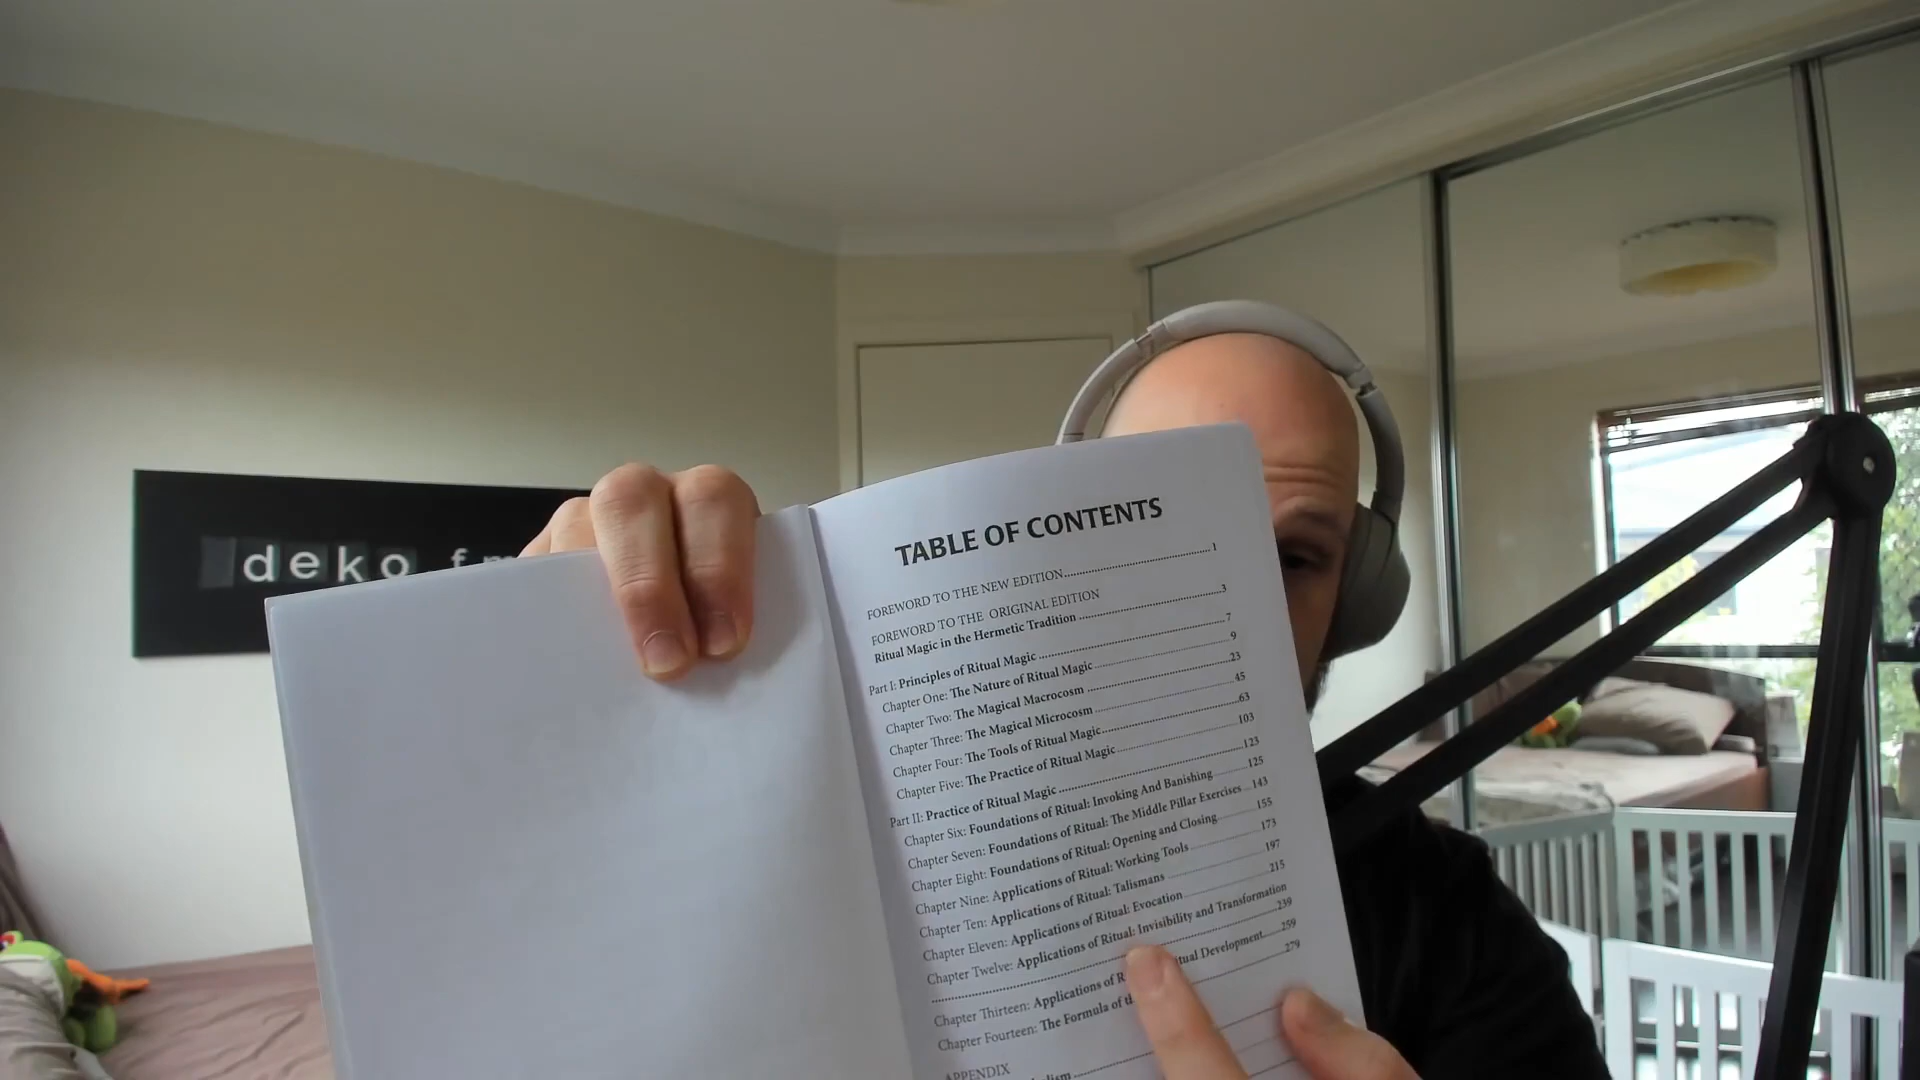 deko fm
TABLE OF CONTENTS
FOREWORD TO THE NEW EDITION 1
FOREWORD TO THE ORIGINAL EDITION
Ritual Magic in the Hermetic Tradition 3
Part I: Principles of Ritual Magic 7
Chapter One: The Nature of Ritual Magic 9
Chapter Two: The Magical Macrocosm 23
Chapter Three: The Magical Microcosm 45
Chapter Four: The Tools of Ritual Magic 63
Chapter Five: The Practice of Ritual Magic 103
Part II: Practice of Ritual Magic 123
Chapter Six: Foundations of Ritual: Invoking And Banishing 125
Chapter Seven: Foundations of Ritual: The Middle Pillar Exercises 143
Chapter Eight: Foundations of Ritual: Opening and Closing 155
Chapter Nine: Applications of Ritual: Working Tools 173
Chapter Ten: Applications of Ritual: Talismans 197
Chapter Eleven: Applications of Ritual: Evocation 215
Chapter Twelve: Applications of Ritual: Invisibility and Transformation
239
Chapter Thirteen: Applications of Development 259
Chapter Fourteen: The Formula of 279
APPENDIX